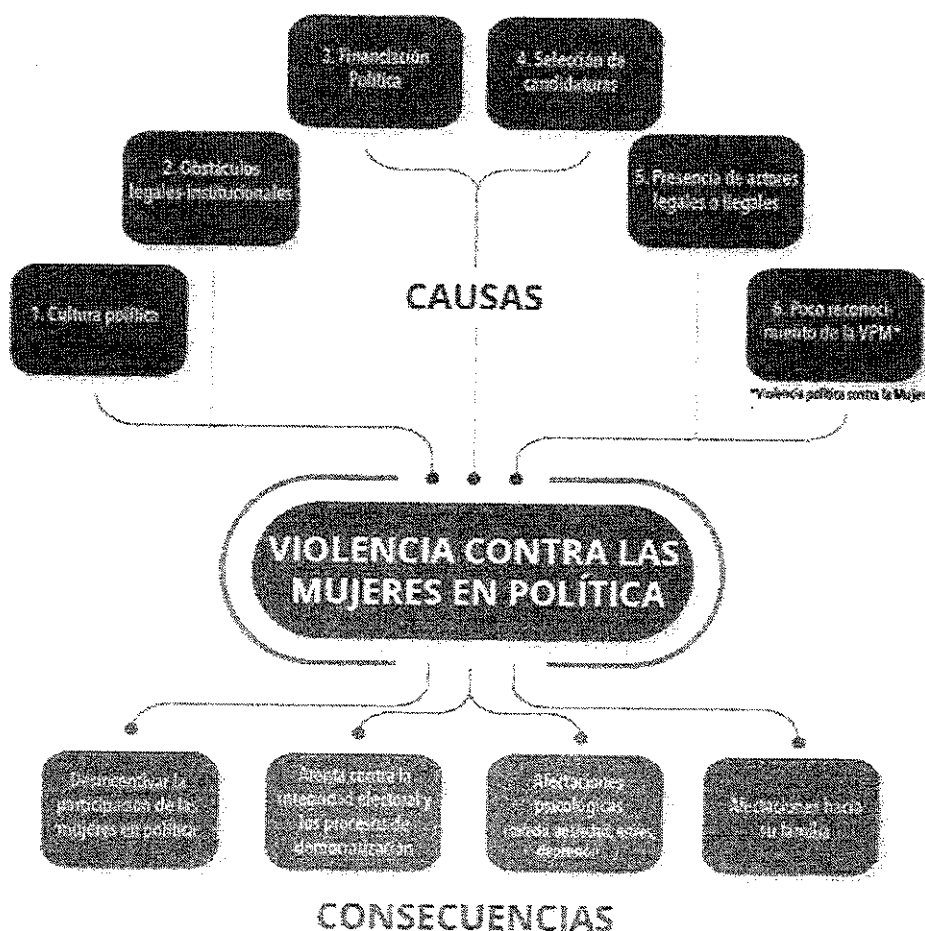 3. Financiación
Política
4. Selección de
candidaturas
2. Obstáculos
legales-institucionales
5. Presencia de actores
legales o ilegales
CAUSAS
1. Cultura política
6. Poco reconoci-
miento de la VPM*
*Violencia política contra la Mujer
VIOLENCIA CONTRA LAS
MUJERES EN POLÍTICA
Desincentivar la
participación de las
mujeres en política
Atenta contra la
integridad electoral y
los procesos de
democratización
Afectaciones
psicológicas
depresión
Afectaciones hacia
su familia
CONSECUENCIAS